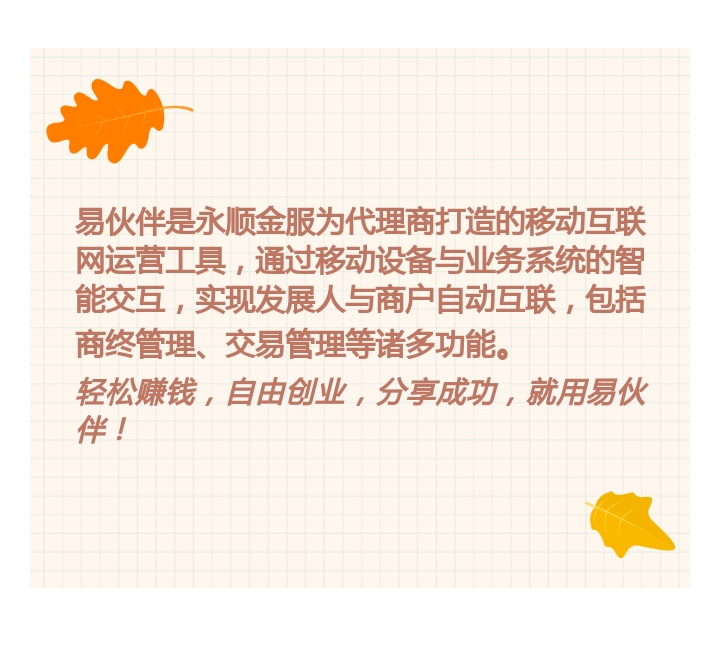 易伙伴是永顺金服为代理商打造的移动互联
网运营工具，通过移动设备与业务系统的智
能交互，实现发展人与商户自动互联，包括
商终管理、交易管理等诸多功能。
轻松赚钱，自由创业，分享成功，就用易伙
伴！